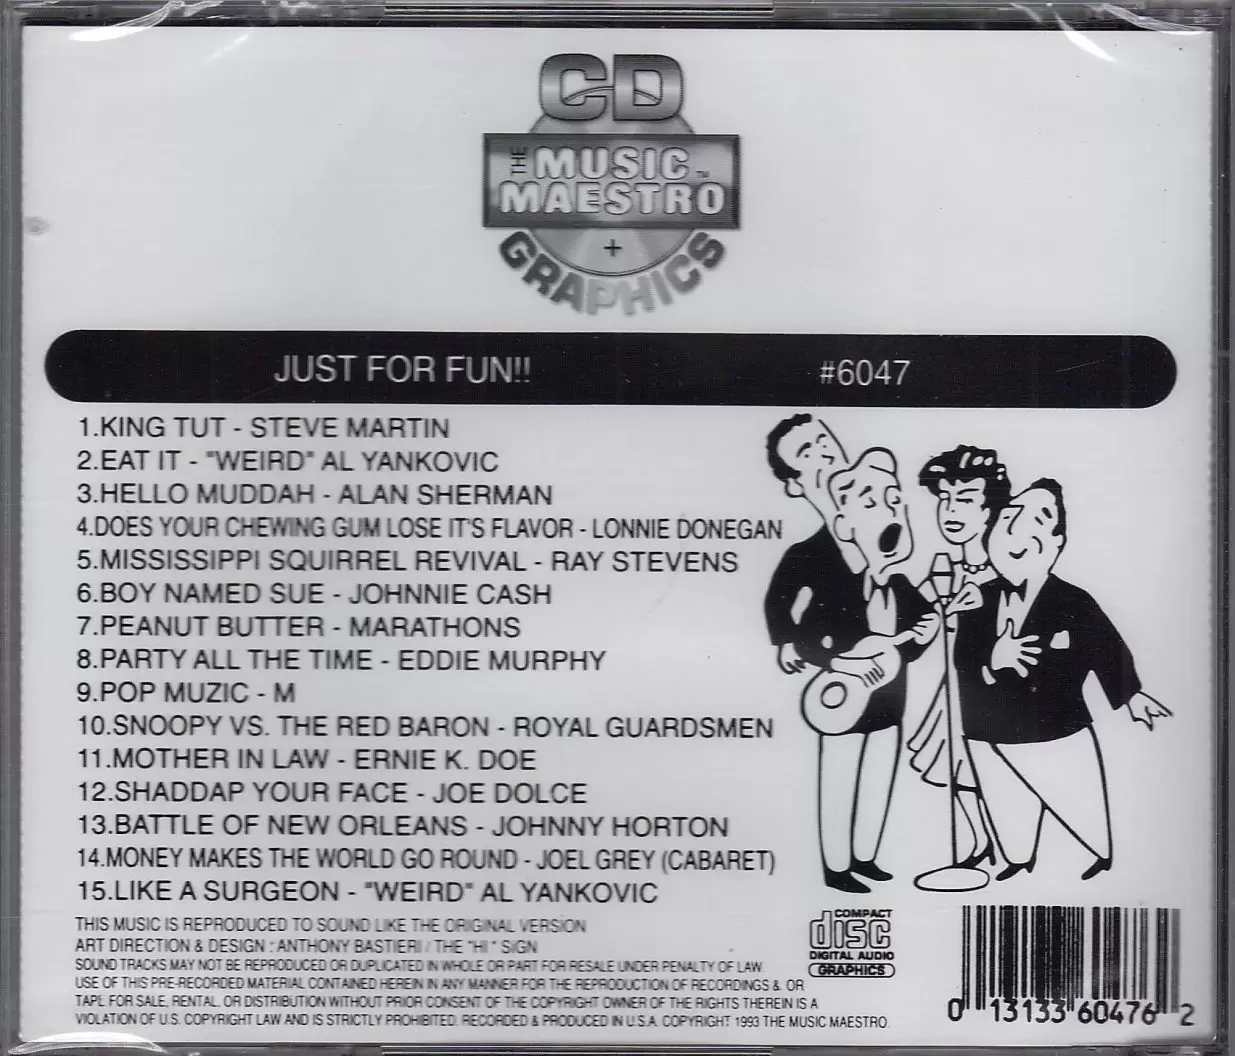 CD
THE MUSIC MAESTRO™
+
GRAPHICS
JUST FOR FUN!! #6047
1.KING TUT - STEVE MARTIN
2.EAT IT - "WEIRD" AL YANKOVIC
3.HELLO MUDDAH - ALAN SHERMAN
4.DOES YOUR CHEWING GUM LOSE IT'S FLAVOR - LONNIE DONEGAN
5.MISSISSIPPI SQUIRREL REVIVAL - RAY STEVENS
6.BOY NAMED SUE - JOHNNIE CASH
7.PEANUT BUTTER - MARATHONS
8.PARTY ALL THE TIME - EDDIE MURPHY
9.POP MUZIC - M
10.SNOOPY VS. THE RED BARON - ROYAL GUARDSMEN
11.MOTHER IN LAW - ERNIE K. DOE
12.SHADDAP YOUR FACE - JOE DOLCE
13.BATTLE OF NEW ORLEANS - JOHNNY HORTON
14.MONEY MAKES THE WORLD GO ROUND - JOEL GREY (CABARET)
15.LIKE A SURGEON - "WEIRD" AL YANKOVIC
THIS MUSIC IS REPRODUCED TO SOUND LIKE THE ORIGINAL VERSION
ART DIRECTION & DESIGN : ANTHONY BASTIERI / THE "HI" SIGN
SOUND TRACKS MAY NOT BE REPRODUCED OR DUPLICATED IN WHOLE OR PART FOR RESALE UNDER PENALTY OF LAW.
USE OF THIS PRE-RECORDED MATERIAL CONTAINED HEREIN IN ANY MANNER FOR THE REPRODUCTION OF RECORDINGS & OR
TAPE FOR SALE, RENTAL, OR DISTRIBUTION WITHOUT PRIOR CONSENT OF THE COPYRIGHT OWNER OF THE RIGHTS THEREIN IS A
VIOLATION OF U.S. COPYRIGHT LAW AND IS STRICTLY PROHIBITED. RECORDED & PRODUCED IN U.S.A. COPYRIGHT 1993 THE MUSIC MAESTRO.
COMPACT
disc
DIGITAL AUDIO
GRAPHICS
0 13133 60476 2